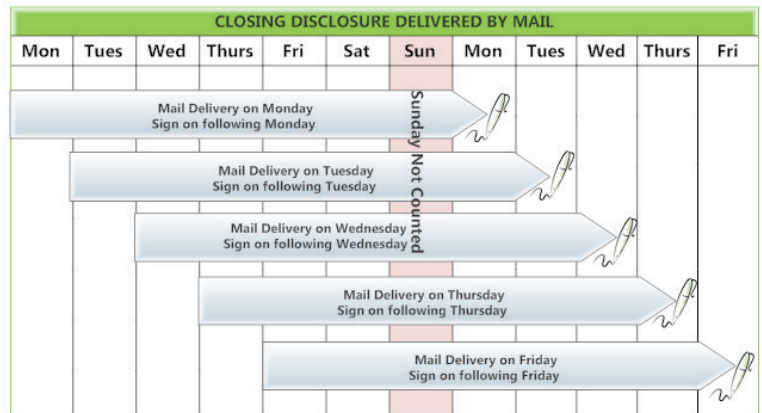 CLOSING DISCLOSURE DELIVERED BY MAIL
Mon Tues Wed Thurs Fri Sat Sun Mon Tues Wed Thurs Fri
Mail Delivery on Monday
Sign on following Monday
Sunday Not Counted
Mail Delivery on Tuesday
Sign on following Tuesday
Mail Delivery on Wednesday
Sign on following Wednesday
Mail Delivery on Thursday
Sign on following Thursday
Mail Delivery on Friday
Sign on following Friday